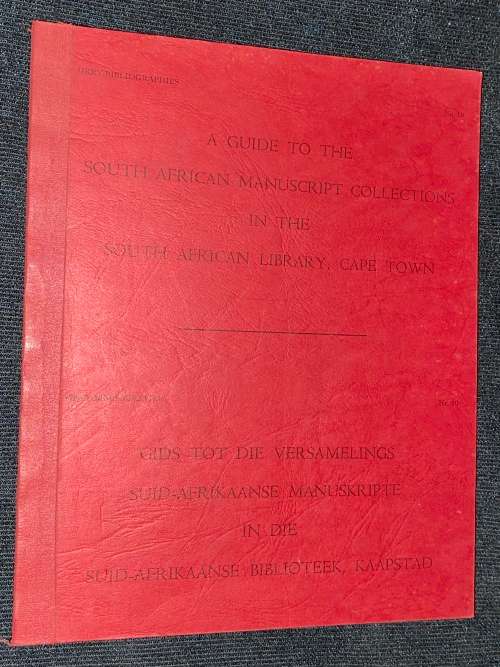 BIBLIOGRAPHIES
A GUIDE TO THE
SOUTH AFRICAN MANUSCRIPT COLLECTIONS
IN THE
SOUTH AFRICAN LIBRARY, CAPE TOWN
GIDS TOT DIE VERSAMELINGS
SUID-AFRIKAANSE MANUSKRIPTE
IN DIE
SUID-AFRIKAANSE BIBLIOTEEK, KAAPSTAD